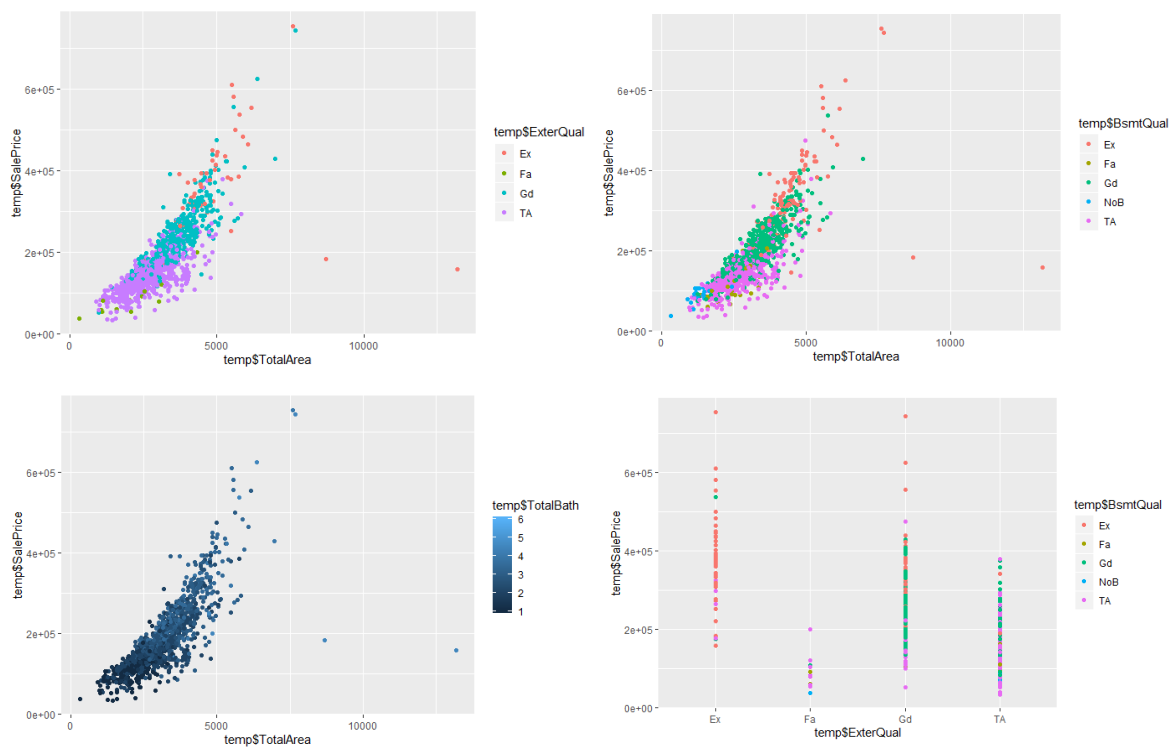 temp$SalePrice
6e+05
4e+05
2e+05
0e+00
0
5000
10000
temp$TotalArea
temp$ExterQual
Ex
Fa
Gd
TA
temp$SalePrice
6e+05
4e+05
2e+05
0e+00
0
5000
10000
temp$TotalArea
temp$BsmtQual
Ex
Fa
Gd
NoB
TA
temp$SalePrice
6e+05
4e+05
2e+05
0e+00
0
5000
10000
temp$TotalArea
temp$TotalBath
6
5
4
3
2
1
temp$SalePrice
6e+05
4e+05
2e+05
0e+00
Ex
Fa
Gd
TA
temp$ExterQual
temp$BsmtQual
Ex
Fa
Gd
NoB
TA